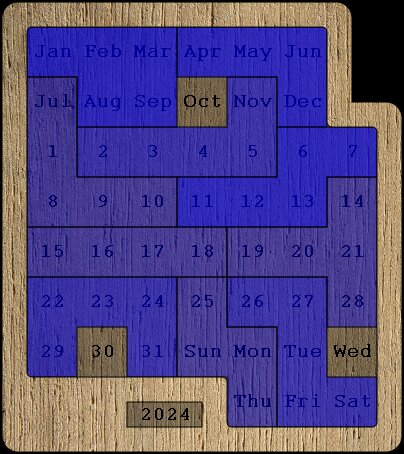 Jan Feb Mar Apr May Jun
Jul Aug Sep Oct Nov Dec
1 2 3 4 5 6 7
8 9 10 11 12 13 14
15 16 17 18 19 20 21
22 23 24 25 26 27 28
29 30 31 Sun Mon Tue Wed
Thu Fri Sat
2024